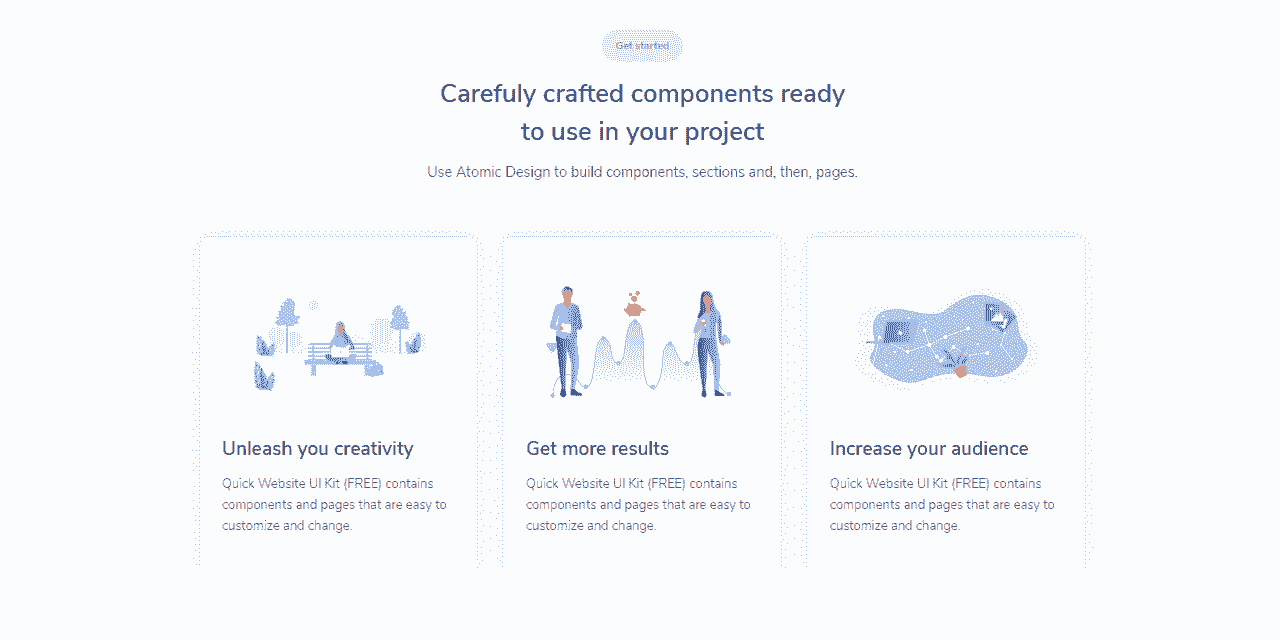 Get started
Carefuly crafted components ready
to use in your project
Use Atomic Design to build components, sections and, then, pages.
Unleash you creativity
Quick Website UI Kit (FREE) contains
components and pages that are easy to
customize and change.
Get more results
Quick Website UI Kit (FREE) contains
components and pages that are easy to
customize and change.
Increase your audience
Quick Website UI Kit (FREE) contains
components and pages that are easy to
customize and change.